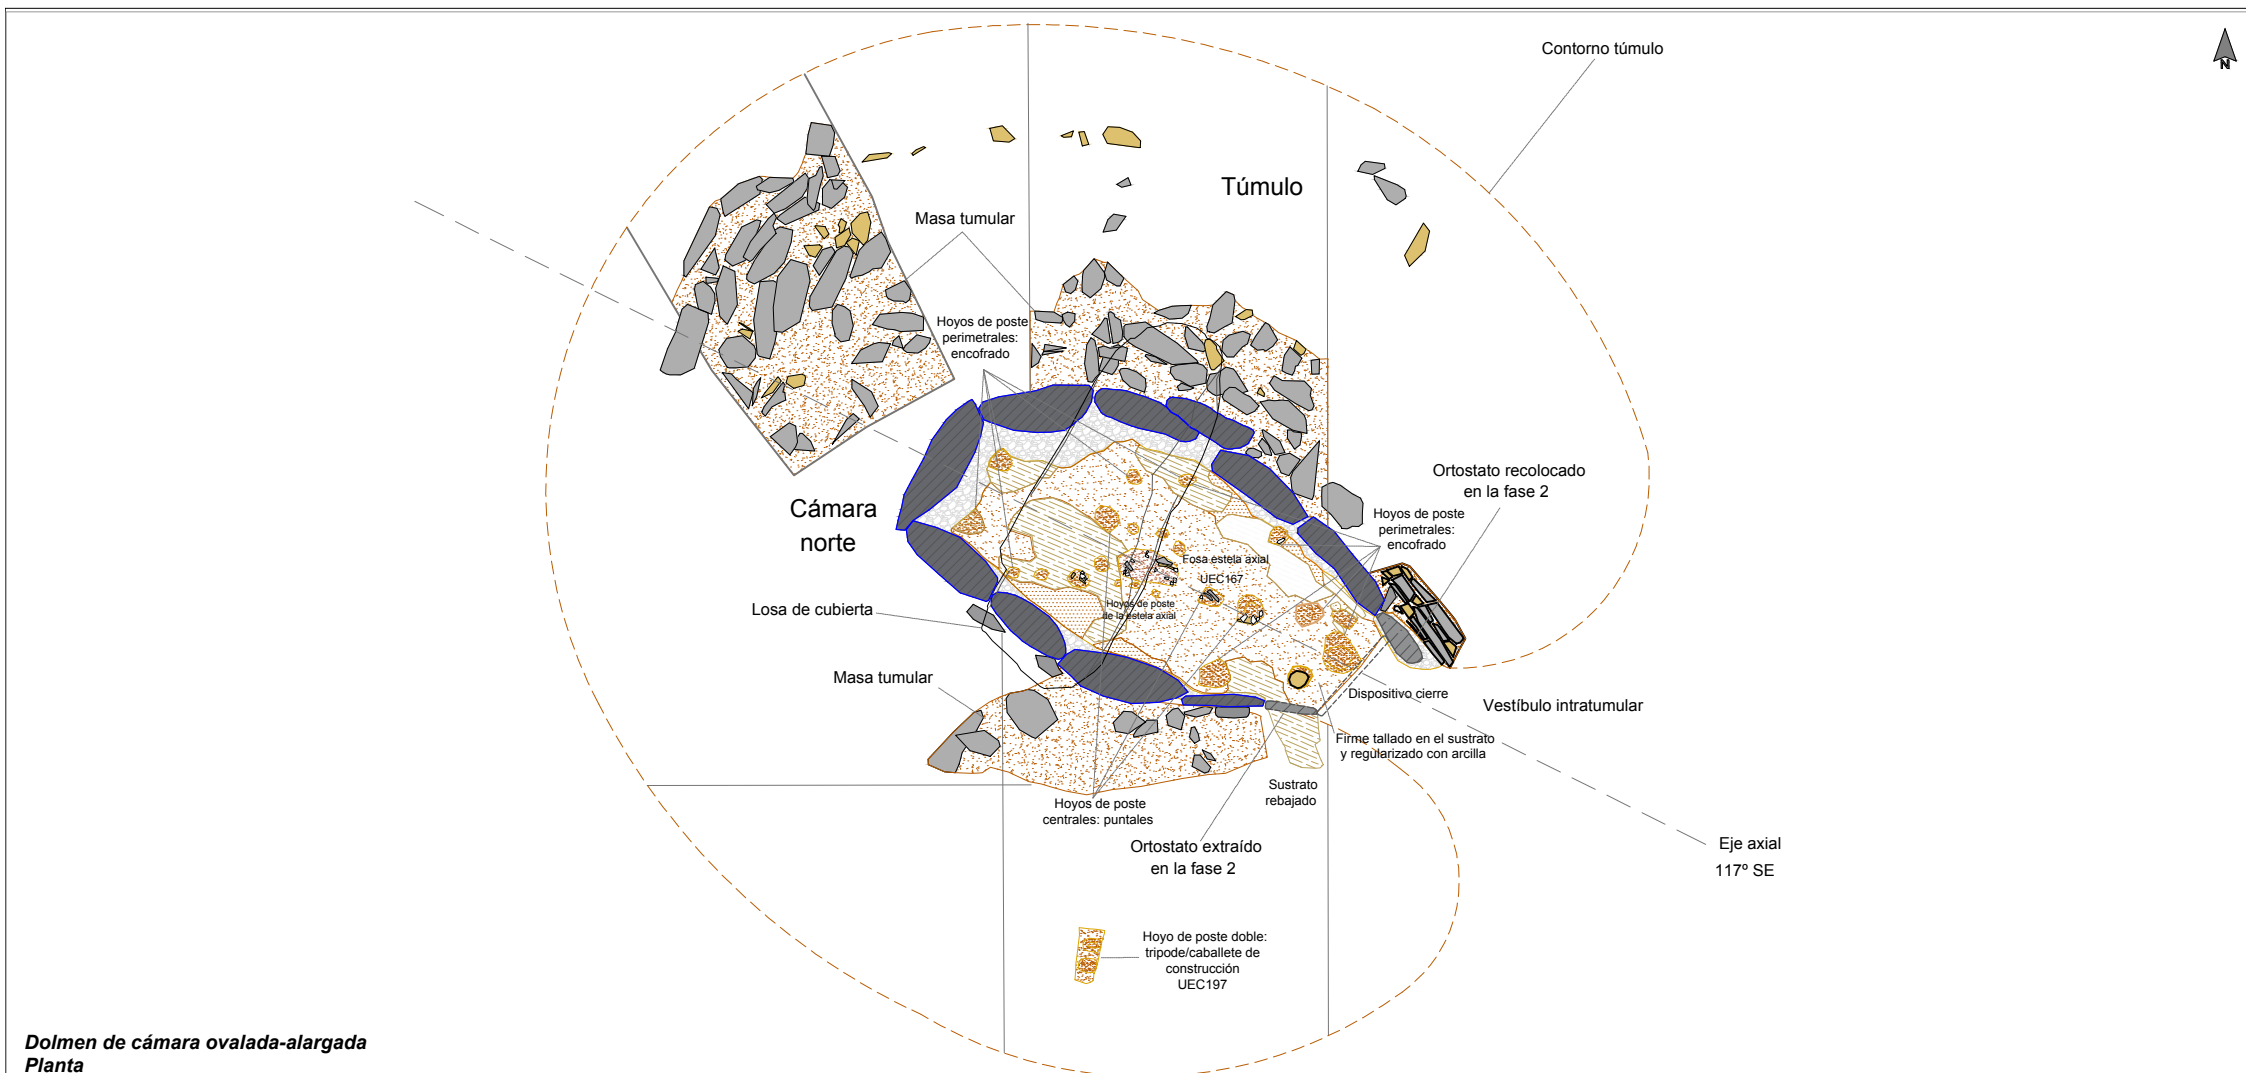 Contorno túmulo
N
Túmulo
Masa tumular
Hoyos de poste
perimetrales:
encofrado
Ortostato recolocado
en la fase 2
Cámara
norte
Hoyos de poste
perimetrales:
encofrado
Fosa estela axial
UEC167
Losa de cubierta
Hoyos de poste
de la estela axial
Masa tumular
Dispositivo cierre
Vestíbulo intratumular
Firme tallado en el sustrato
y regularizado con arcilla
Sustrato
rebajado
Hoyos de poste
centrales: puntales
Ortostato extraído
en la fase 2
Eje axial
117º SE
Hoyo de poste doble:
tripode/caballete de
construcción
UEC197
Dolmen de cámara ovalada-alargada
Planta